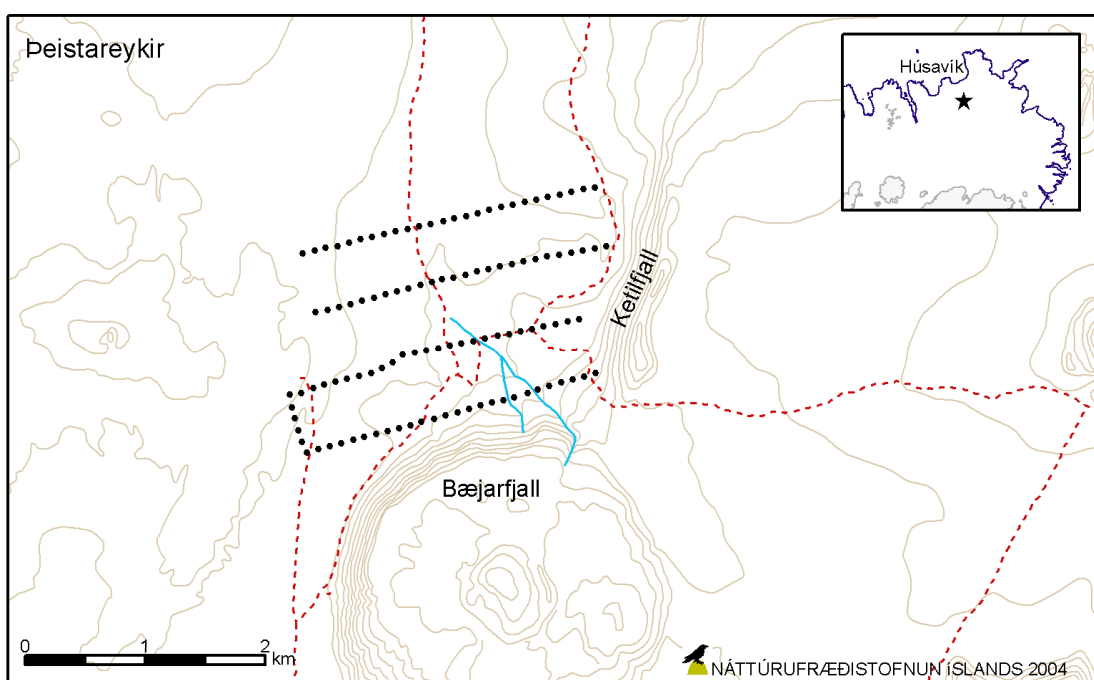 Þeistareykir
Húsavík
Ketilfjall
Bæjarfjall
0 1 2
km
NÁTTÚRUFRÆÐISTOFNUN íSLANDS 2004